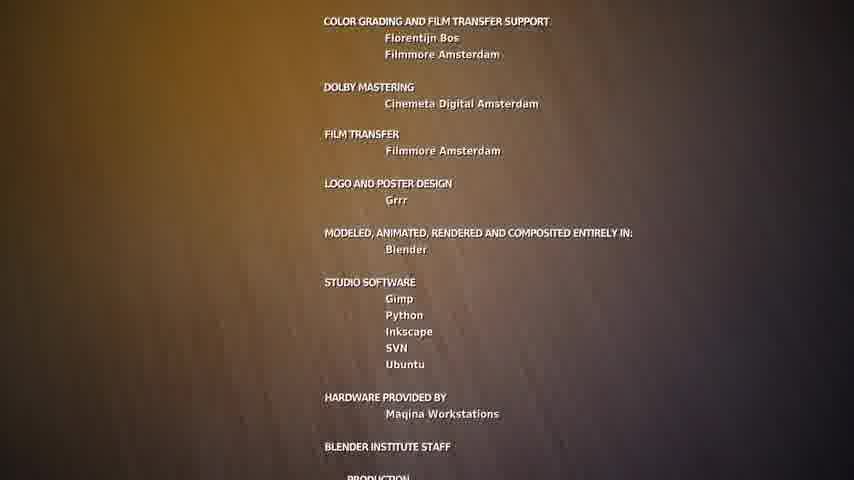 COLOR GRADING AND FILM TRANSFER SUPPORT
Florentijn Bos
Filmmore Amsterdam
DOLBY MASTERING
Cinemeta Digital Amsterdam
FILM TRANSFER
Filmmore Amsterdam
LOGO AND POSTER DESIGN
Grrr
MODELED, ANIMATED, RENDERED AND COMPOSITED ENTIRELY IN:
Blender
STUDIO SOFTWARE
Gimp
Python
Inkscape
SVN
Ubuntu
HARDWARE PROVIDED BY
Maqina Workstations
BLENDER INSTITUTE STAFF
PRODUCTION